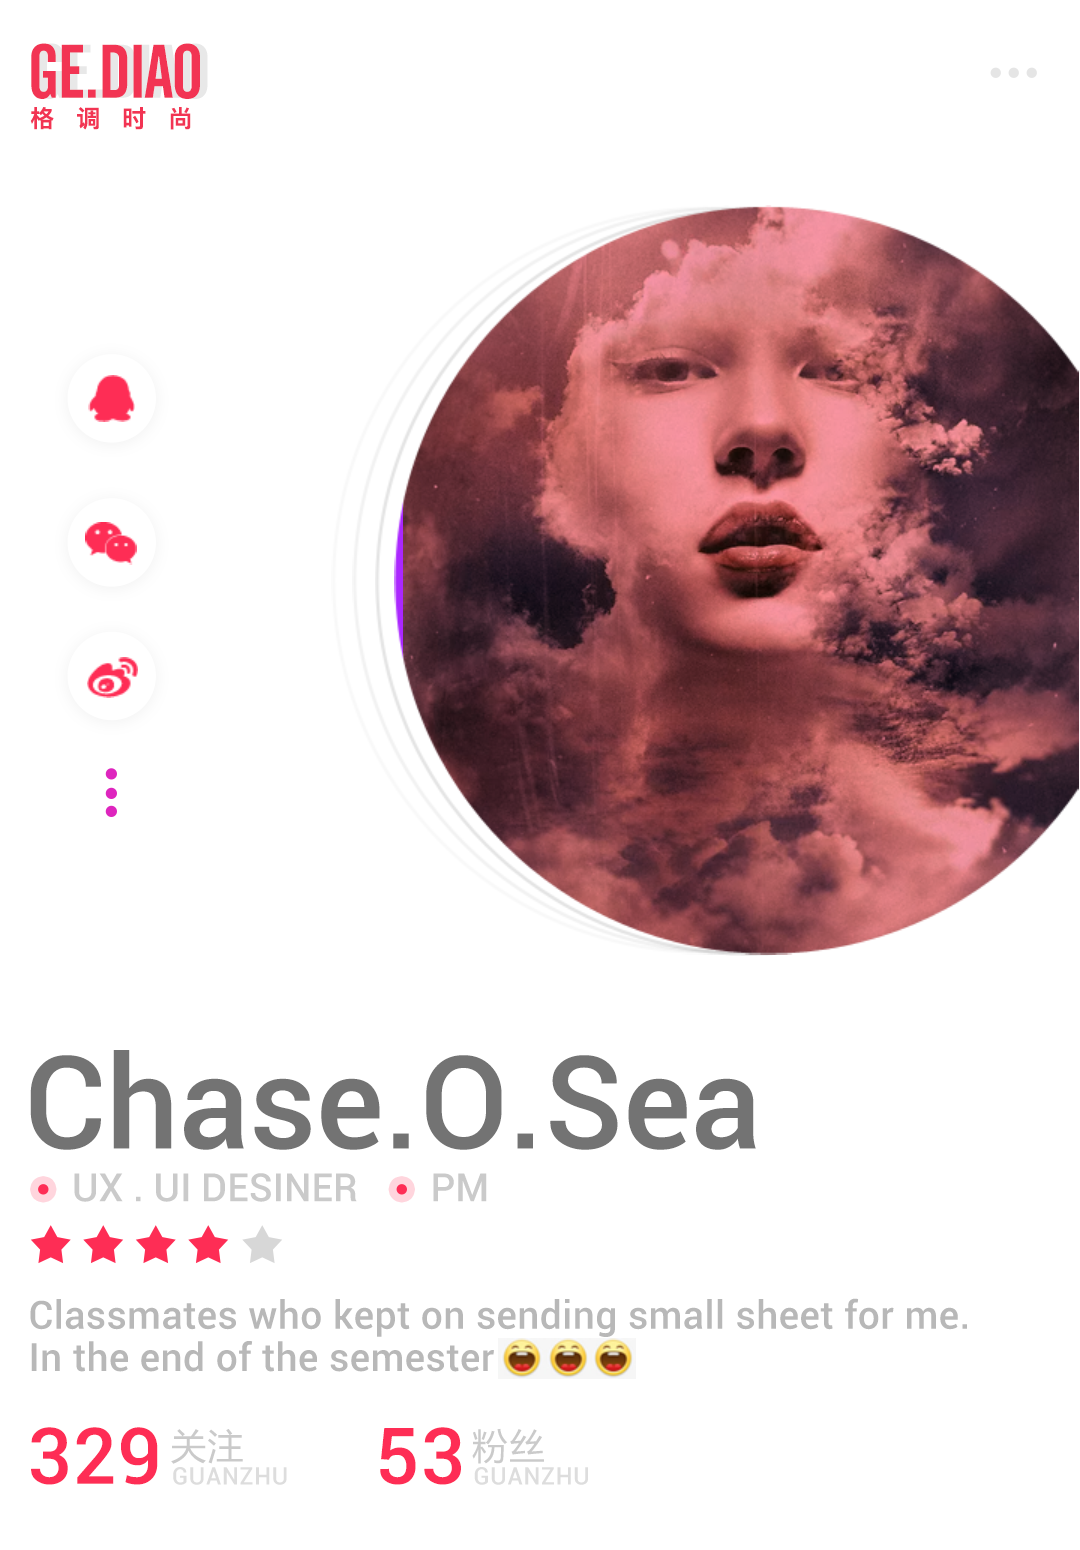 GE.DIAO
格调时尚
Chase.O.Sea
UX . UI DESINER PM
Classmates who kept on sending small sheet for me.
In the end of the semester😄😄😄
329 关注 GUANZHU
53 粉丝 GUANZHU